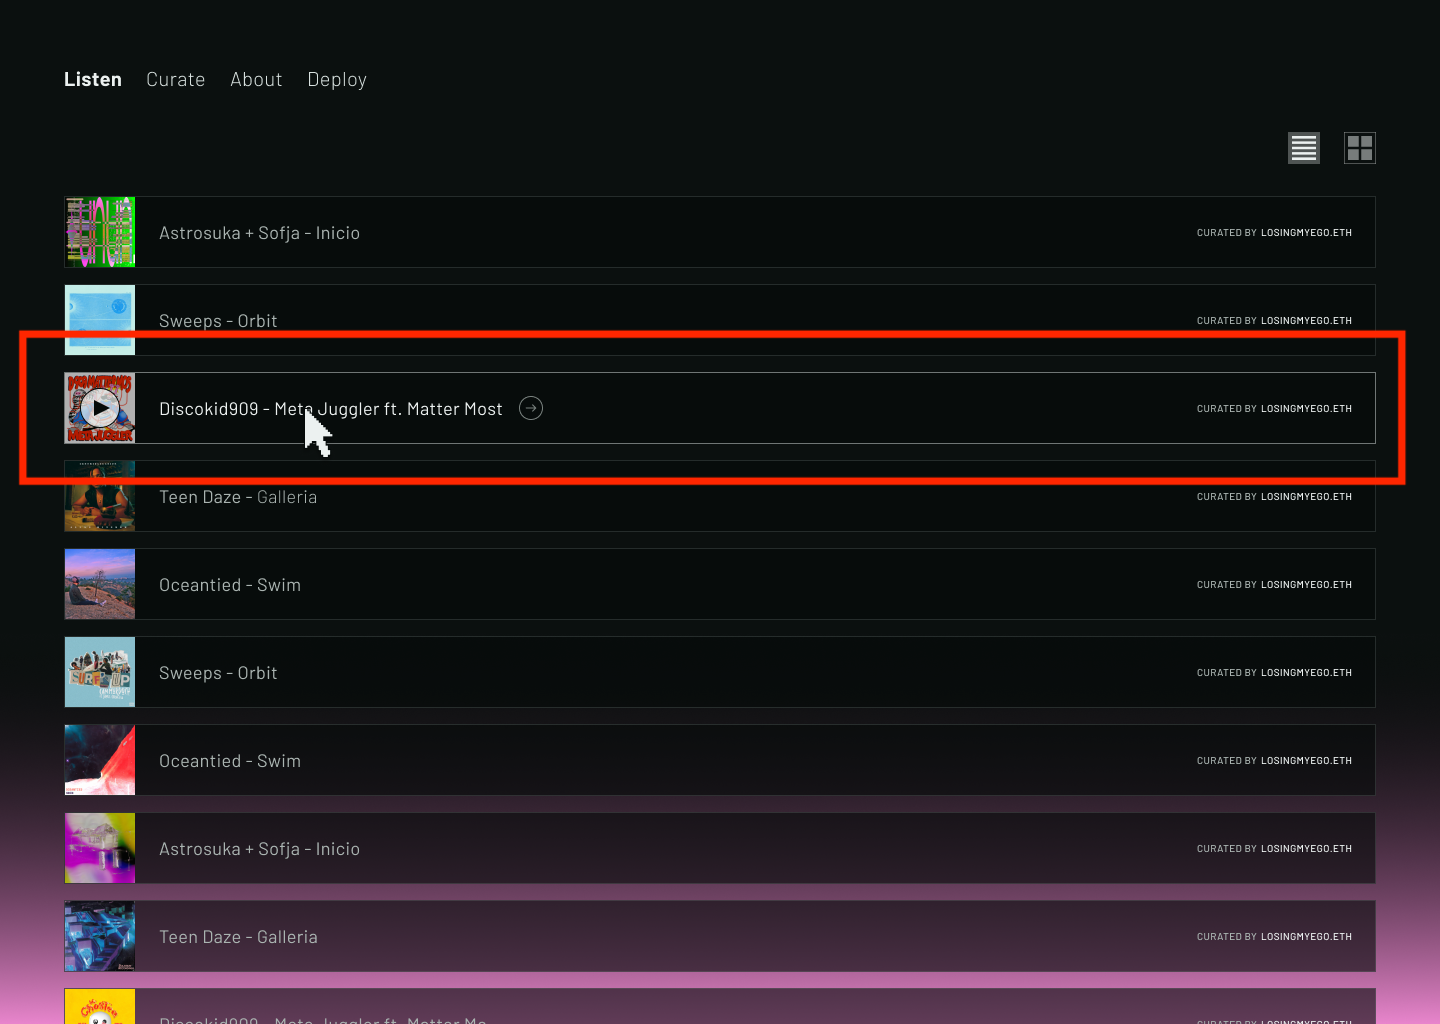 Listen Curate About Deploy
Astrosuka + Sofja - Inicio CURATED BY LOSINGMYEGO.ETH
Sweeps - Orbit CURATED BY LOSINGMYEGO.ETH
META JUGGLER
Discokid909 - Meta Juggler ft. Matter Most CURATED BY LOSINGMYEGO.ETH
Teen Daze - Galleria CURATED BY LOSINGMYEGO.ETH
Oceantied - Swim CURATED BY LOSINGMYEGO.ETH
SURF UP
Sweeps - Orbit CURATED BY LOSINGMYEGO.ETH
Oceantied - Swim CURATED BY LOSINGMYEGO.ETH
Astrosuka + Sofja - Inicio CURATED BY LOSINGMYEGO.ETH
Teen Daze - Galleria CURATED BY LOSINGMYEGO.ETH
Discokid909 - Meta Juggler ft. Matter Mo CURATED BY LOSINGMYEGO.ETH